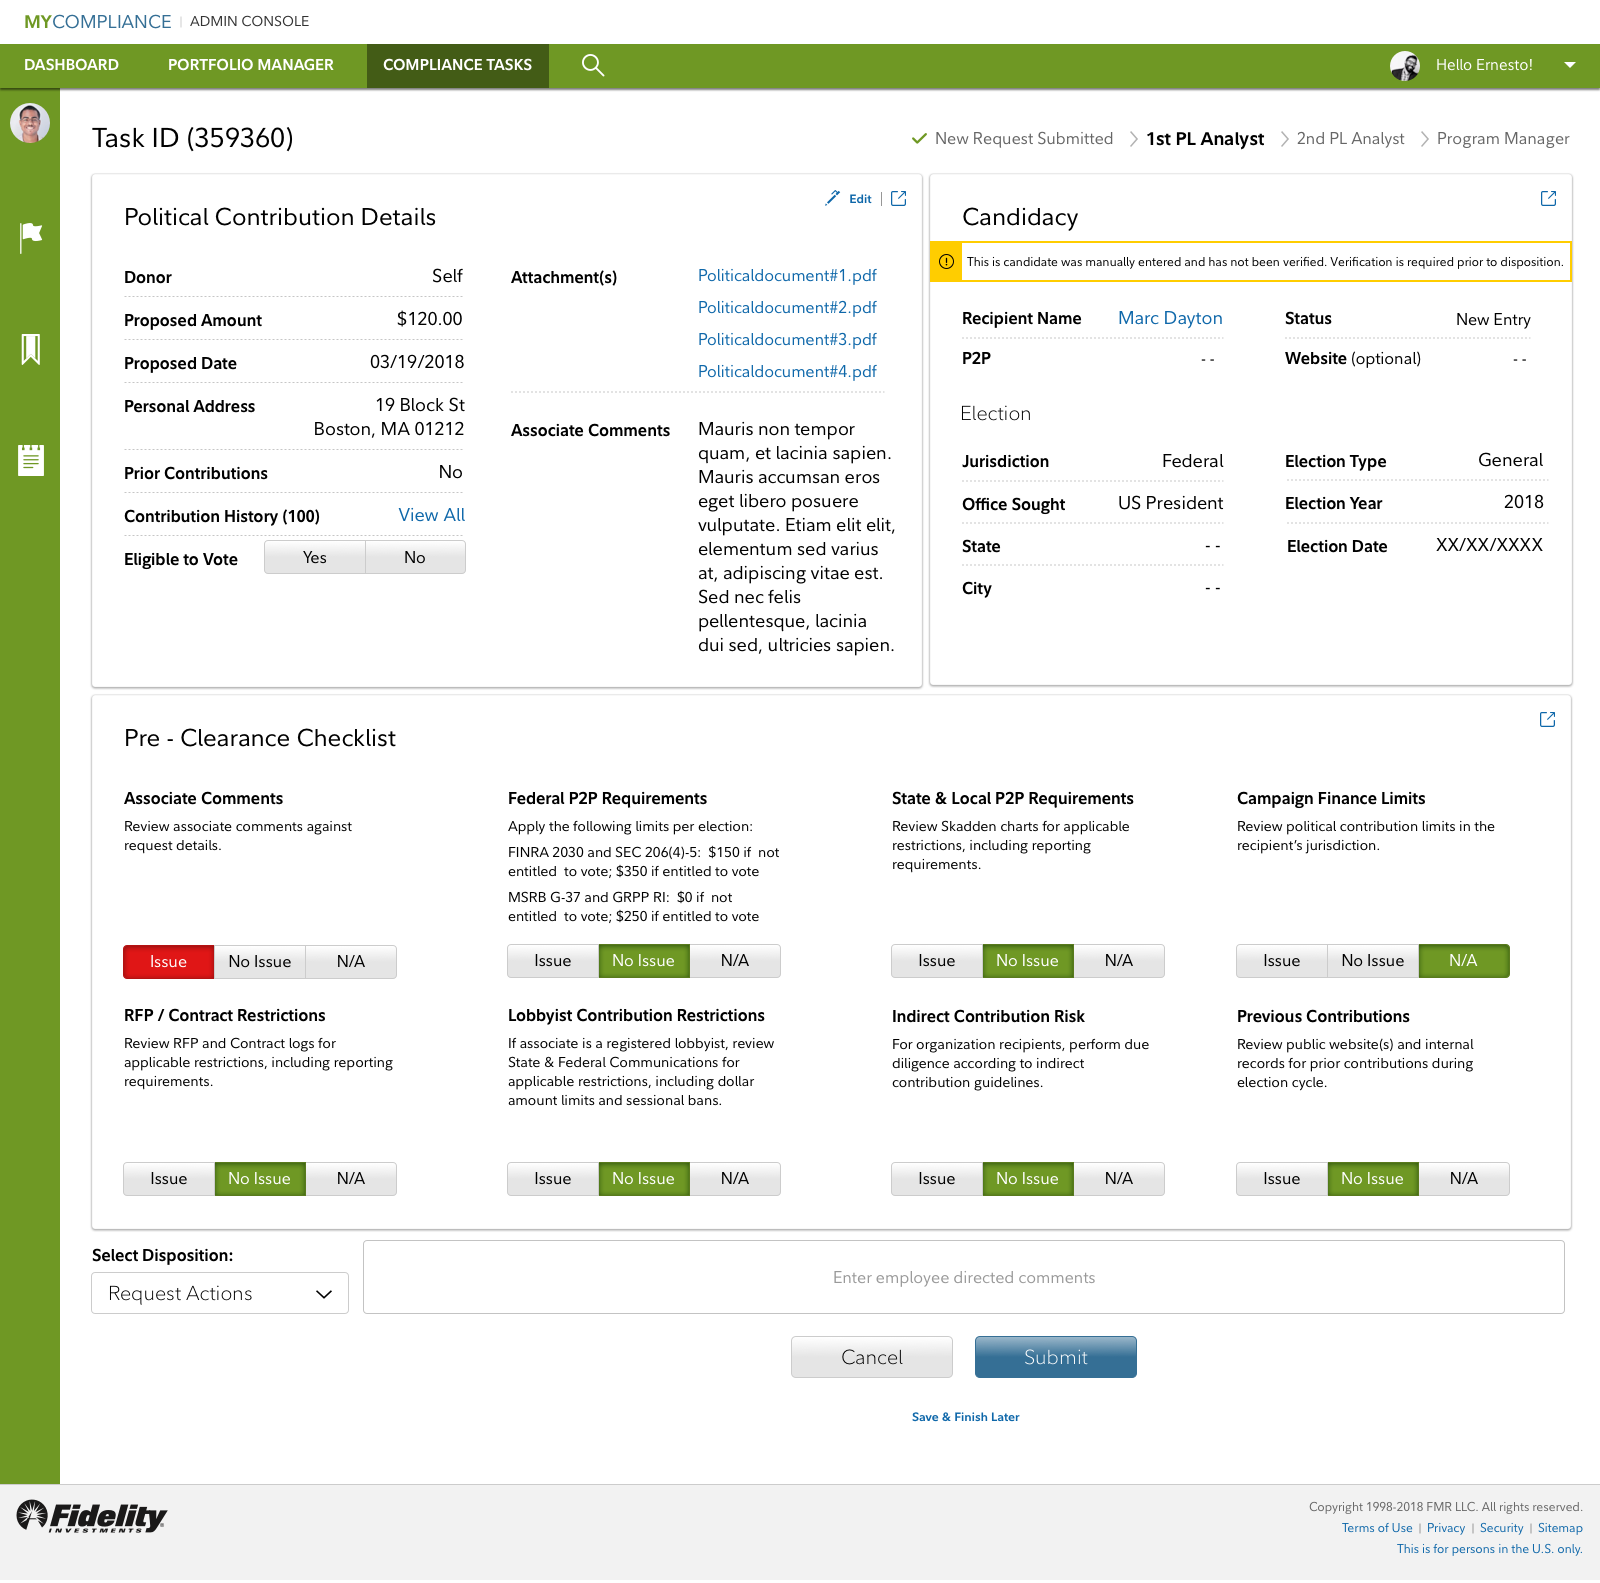 MYCOMPLIANCE | ADMIN CONSOLE
DASHBOARD PORTFOLIO MANAGER COMPLIANCE TASKS Hello Ernesto!
Task ID (359360)
New Request Submitted 1st PL Analyst 2nd PL Analyst Program Manager
Political Contribution Details
Edit
Donor Self
Proposed Amount $120.00
Proposed Date 03/19/2018
Personal Address 19 Block St
Boston, MA 01212
Prior Contributions No
Contribution History (100) View All
Eligible to Vote Yes No
Attachment(s) Politicaldocument#1.pdf
Politicaldocument#2.pdf
Politicaldocument#3.pdf
Politicaldocument#4.pdf
Associate Comments Mauris non tempor
quam, et lacinia sapien.
Mauris accumsan eros
eget libero posuere
vulputate. Etiam elit elit,
elementum sed varius
at, adipiscing vitae est.
Sed nec felis
pellentesque, lacinia
dui sed, ultricies sapien.
Candidacy
This is candidate was manually entered and has not been verified. Verification is required prior to disposition.
Recipient Name Marc Dayton
P2P - -
Status New Entry
Website (optional) - -
Election
Jurisdiction Federal
Office Sought US President
State - -
City - -
Election Type General
Election Year 2018
Election Date XX/XX/XXXX
Pre - Clearance Checklist
Associate Comments
Review associate comments against
request details.
Issue No Issue N/A
Federal P2P Requirements
Apply the following limits per election:
FINRA 2030 and SEC 206(4)-5: $150 if not
entitled to vote; $350 if entitled to vote
MSRB G-37 and GRPP RI: $0 if not
entitled to vote; $250 if entitled to vote
Issue No Issue N/A
State & Local P2P Requirements
Review Skadden charts for applicable
restrictions, including reporting
requirements.
Issue No Issue N/A
Campaign Finance Limits
Review political contribution limits in the
recipient's jurisdiction.
Issue No Issue N/A
RFP / Contract Restrictions
Review RFP and Contract logs for
applicable restrictions, including reporting
requirements.
Issue No Issue N/A
Lobbyist Contribution Restrictions
If associate is a registered lobbyist, review
State & Federal Communications for
applicable restrictions, including dollar
amount limits and sessional bans.
Issue No Issue N/A
Indirect Contribution Risk
For organization recipients, perform due
diligence according to indirect
contribution guidelines.
Issue No Issue N/A
Previous Contributions
Review public website(s) and internal
records for prior contributions during
election cycle.
Issue No Issue N/A
Select Disposition:
Request Actions
Enter employee directed comments
Cancel Submit
Save & Finish Later
Fidelity
INVESTMENTS
Copyright 1998-2018 FMR LLC. All rights reserved.
Terms of Use | Privacy | Security | Sitemap
This is for persons in the U.S. only.